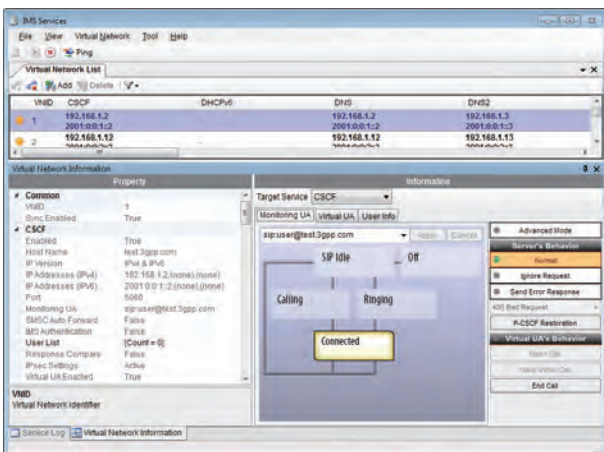 IMS Services
File View Virtual Network Tool Help
Ping
Virtual Network List
Add Delete
VNID CSCF DHCPv6 DNS DNS2
1 192.168.1.2 192.168.1.2 192.168.1.3
2001:0:0:1::2 2001:0:0:1::2 2001:0:0:1::3
2 192.168.1.12 192.168.1.12 192.168.1.13
Virtual Network Information
Property
Common
VNID 1
Sync Enabled True
CSCF
Enabled True
Host Name test.3gpp.com
IP Version IPv4 & IPv6
IP Addresses (IPv4) 192.168.1.2,(none),(none)
IP Addresses (IPv6) 2001:0:0:1::2,(none),(none)
Port 5060
Monitoring UA sip:user@test.3gpp.com
SMSC Auto Forward False
IMS Authentication False
User List [Count = 0]
Response Compare False
IPsec Settings Active
Virtual UA Enabled True
VNID
Virtual Network Identifier
Information
Target Service CSCF
Monitoring UA Virtual UA User Info
sip:user@test.3gpp.com Apply Cancel
SIP Idle Off
Calling Ringing
Connected
Advanced Mode
Server's Behavior
Normal
Ignore Request
Send Error Response
400 Bad Request
P-CSCF Restoration
Virtual UA's Behavior
Make Call
Make Video Call
End Call
Service Log Virtual Network Information